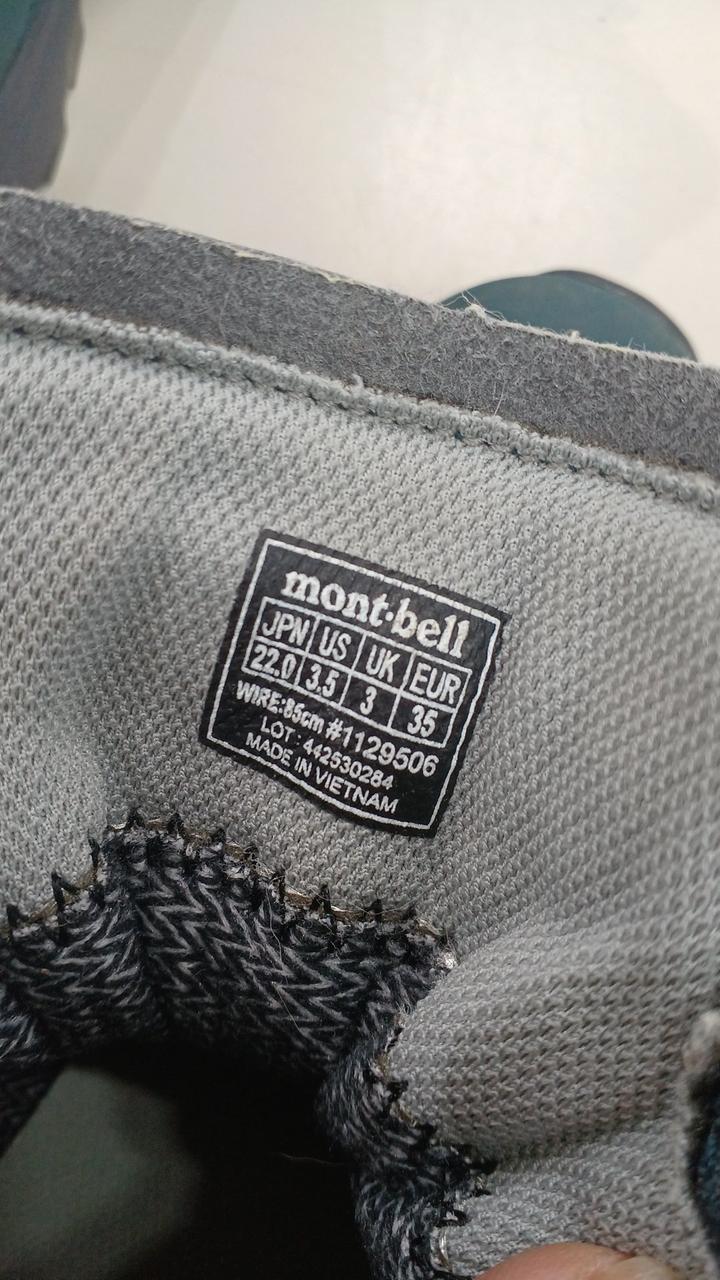 mont·bell
JPN US UK EUR
22.0 3.5 3 35
WIRE:85cm #1129506
LOT : 442530284
MADE IN VIETNAM